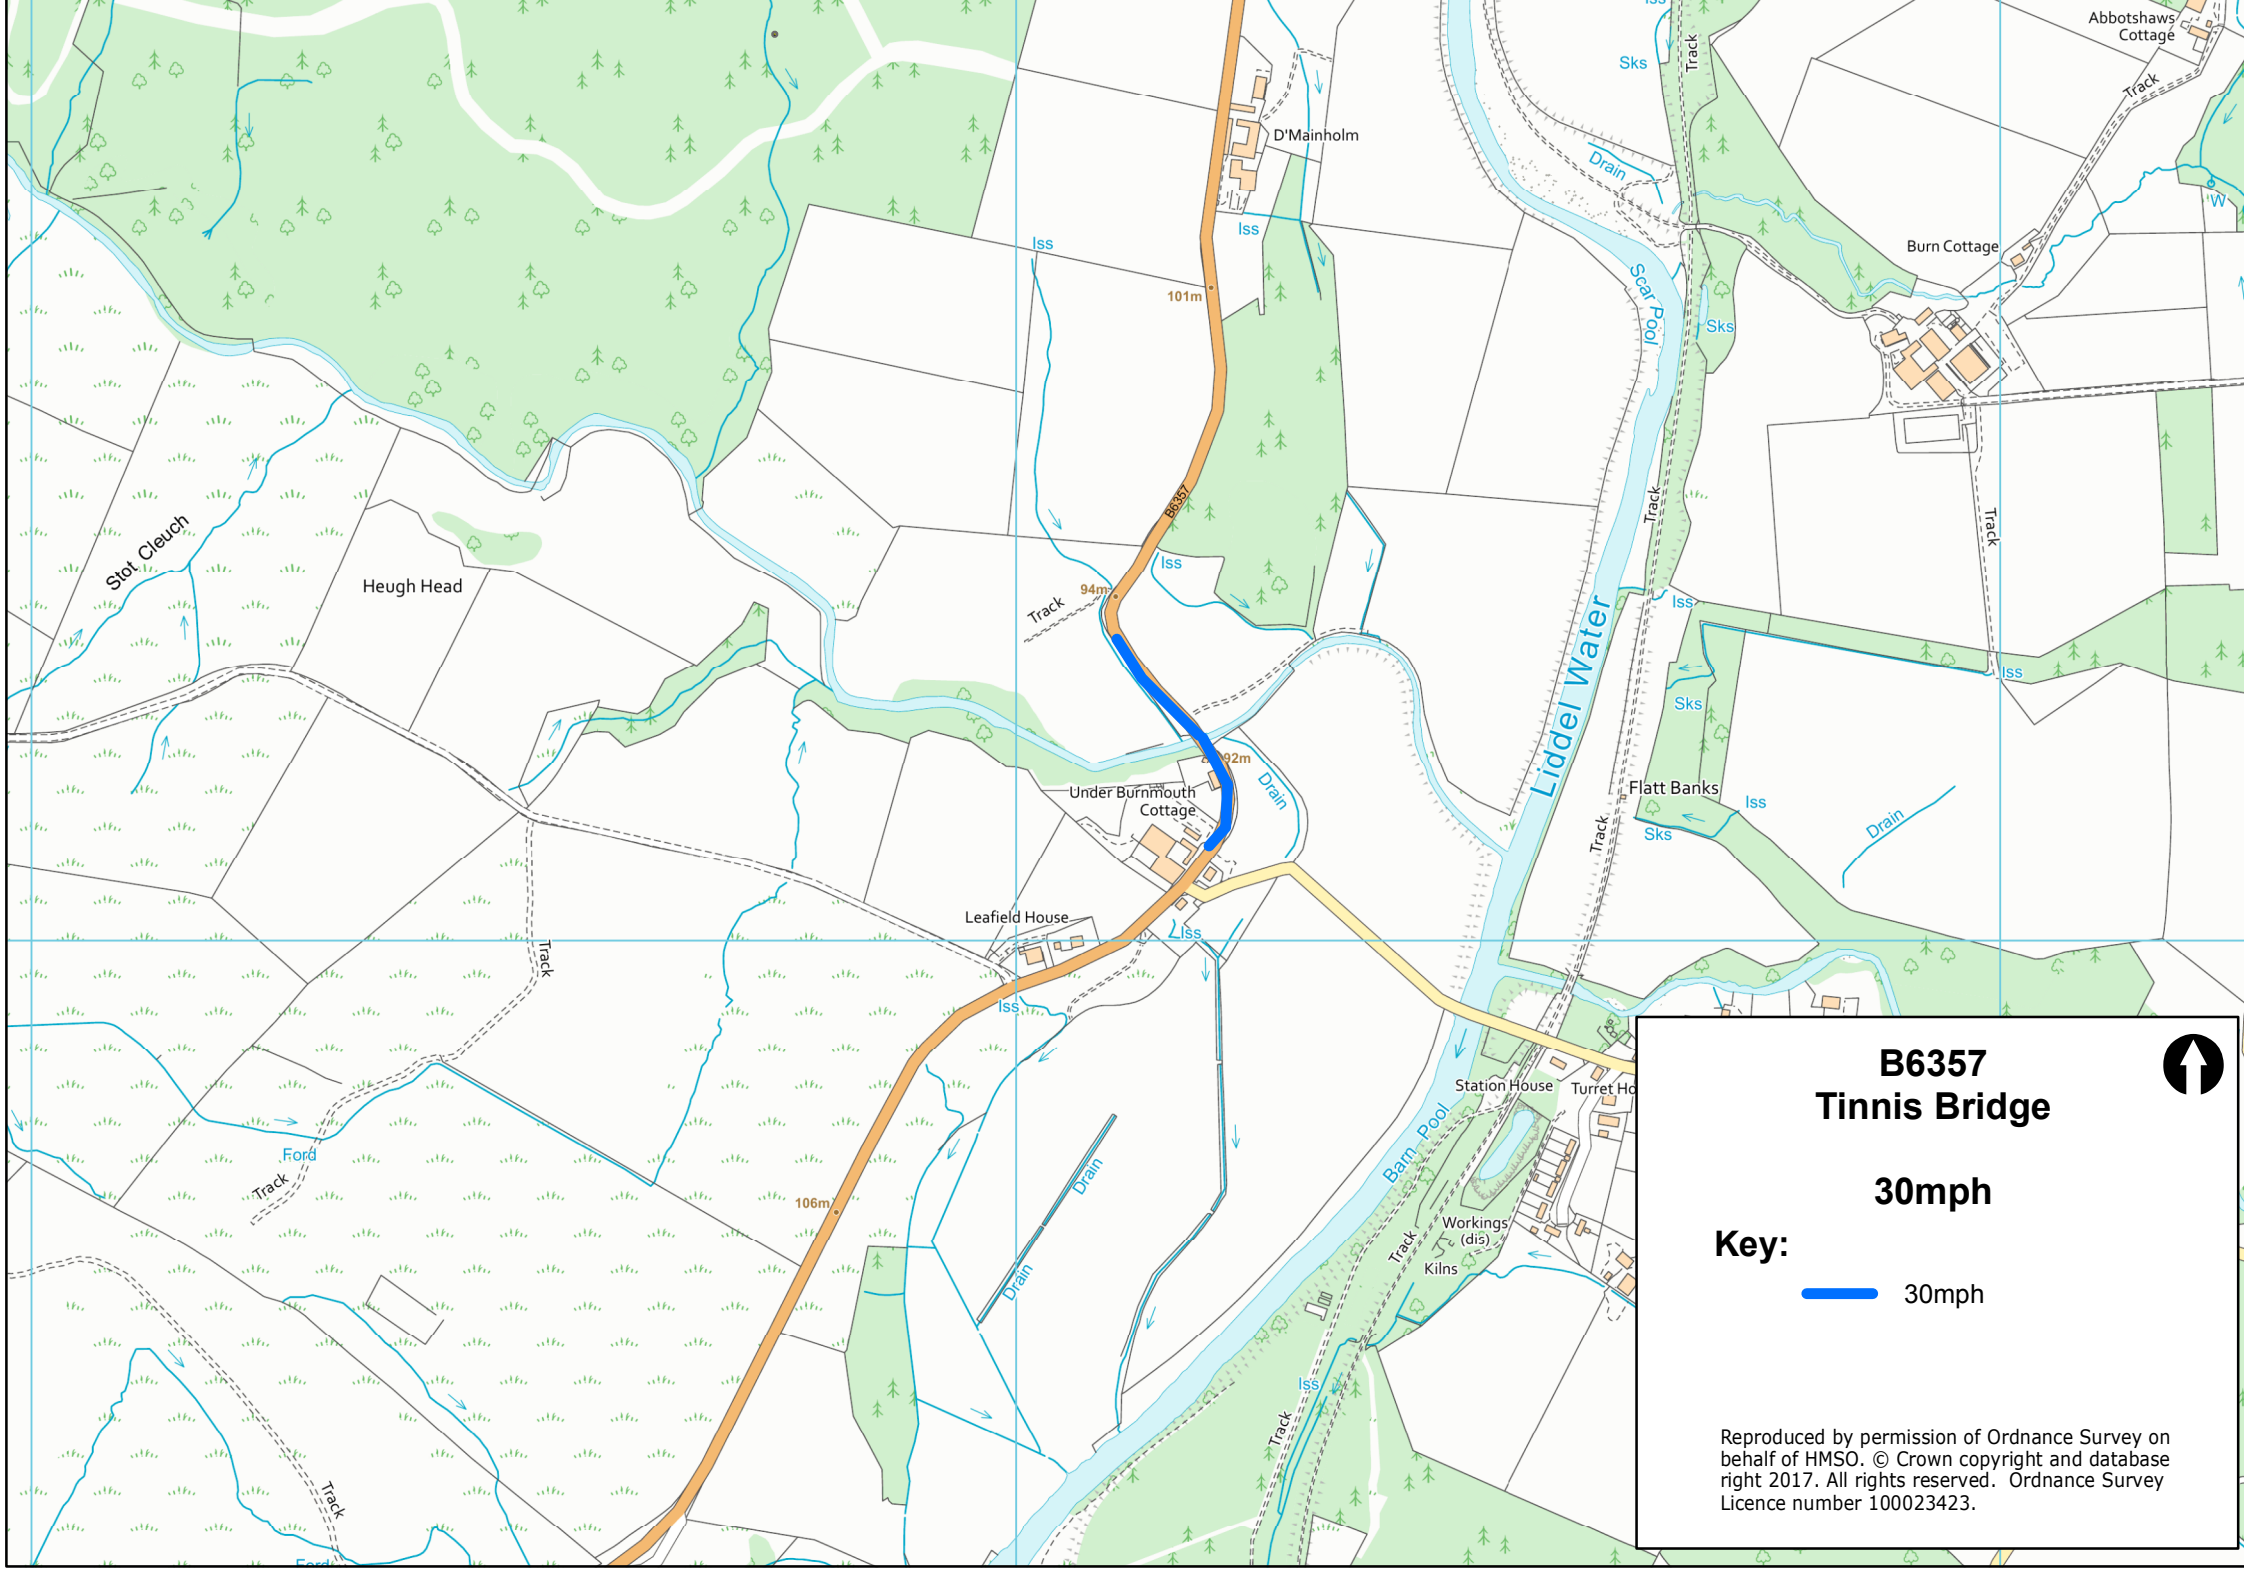 Abbotshaws
Cottage
Iss
Sks
Track
Track
D'Mainholm
Drain
W
Iss
Iss
Burn Cottage
101m
Scar Pool
Sks
B6357
Track
Track
Stot Cleuch
Heugh Head
Iss
94m
Track
Iss
Liddel Water
Iss
Sks
92m
Drain
Under Burnmouth
Cottage
Flatt Banks
Iss
Sks
Drain
Track
Leafield House
Iss
Track
Iss
Station House
Turret Ho
Barn Pool
Ford
Track
Drain
106m
Workings
(dis)
Track
Kilns
Drain
Iss
Track
Track
Ford
B6357
Tinnis Bridge
30mph
Key:
30mph
Reproduced by permission of Ordnance Survey on
behalf of HMSO. © Crown copyright and database
right 2017. All rights reserved. Ordnance Survey
Licence number 100023423.